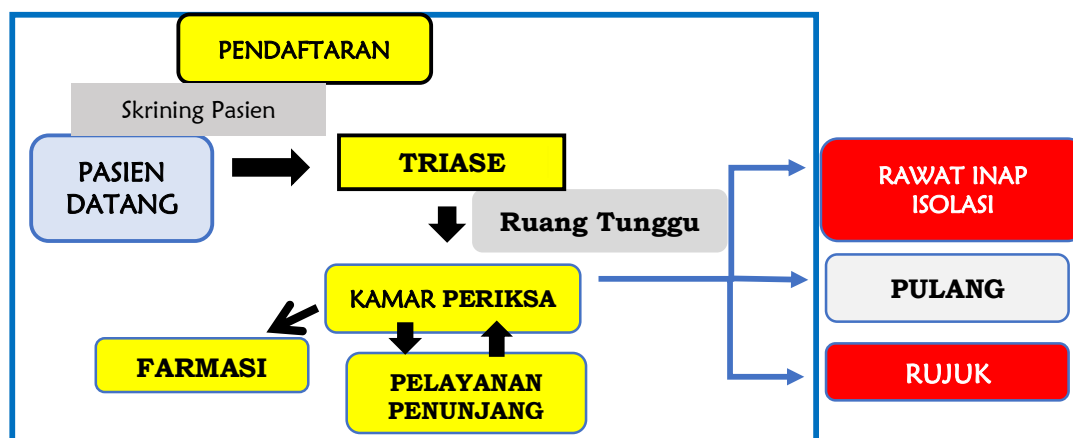 PENDAFTARAN
Skrining Pasien
PASIEN
DATANG
TRIASE
Ruang Tunggu
KAMAR PERIKSA
FARMASI
PELAYANAN
PENUNJANG
RAWAT INAP
ISOLASI
PULANG
RUJUK